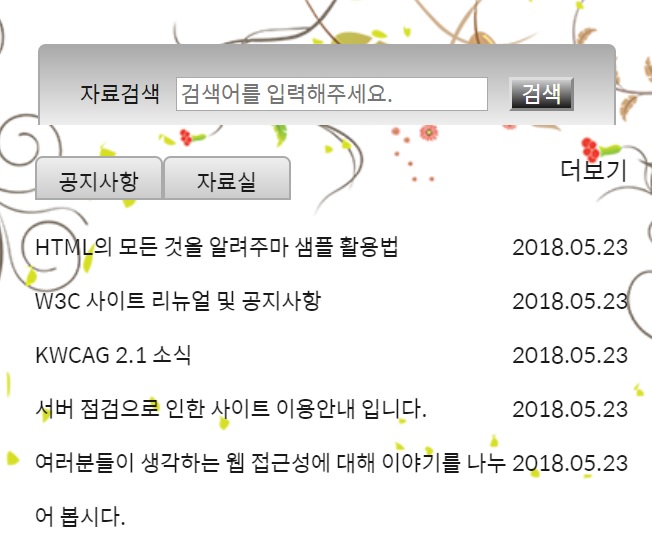 자료검색 검색어를 입력해주세요. 검색
공지사항 자료실 더보기
HTML의 모든 것을 알려주마 샘플 활용법 2018.05.23
W3C 사이트 리뉴얼 및 공지사항 2018.05.23
KWCAG 2.1 소식 2018.05.23
서버 점검으로 인한 사이트 이용안내 입니다. 2018.05.23
여러분들이 생각하는 웹 접근성에 대해 이야기를 나누 2018.05.23
어 봅시다.